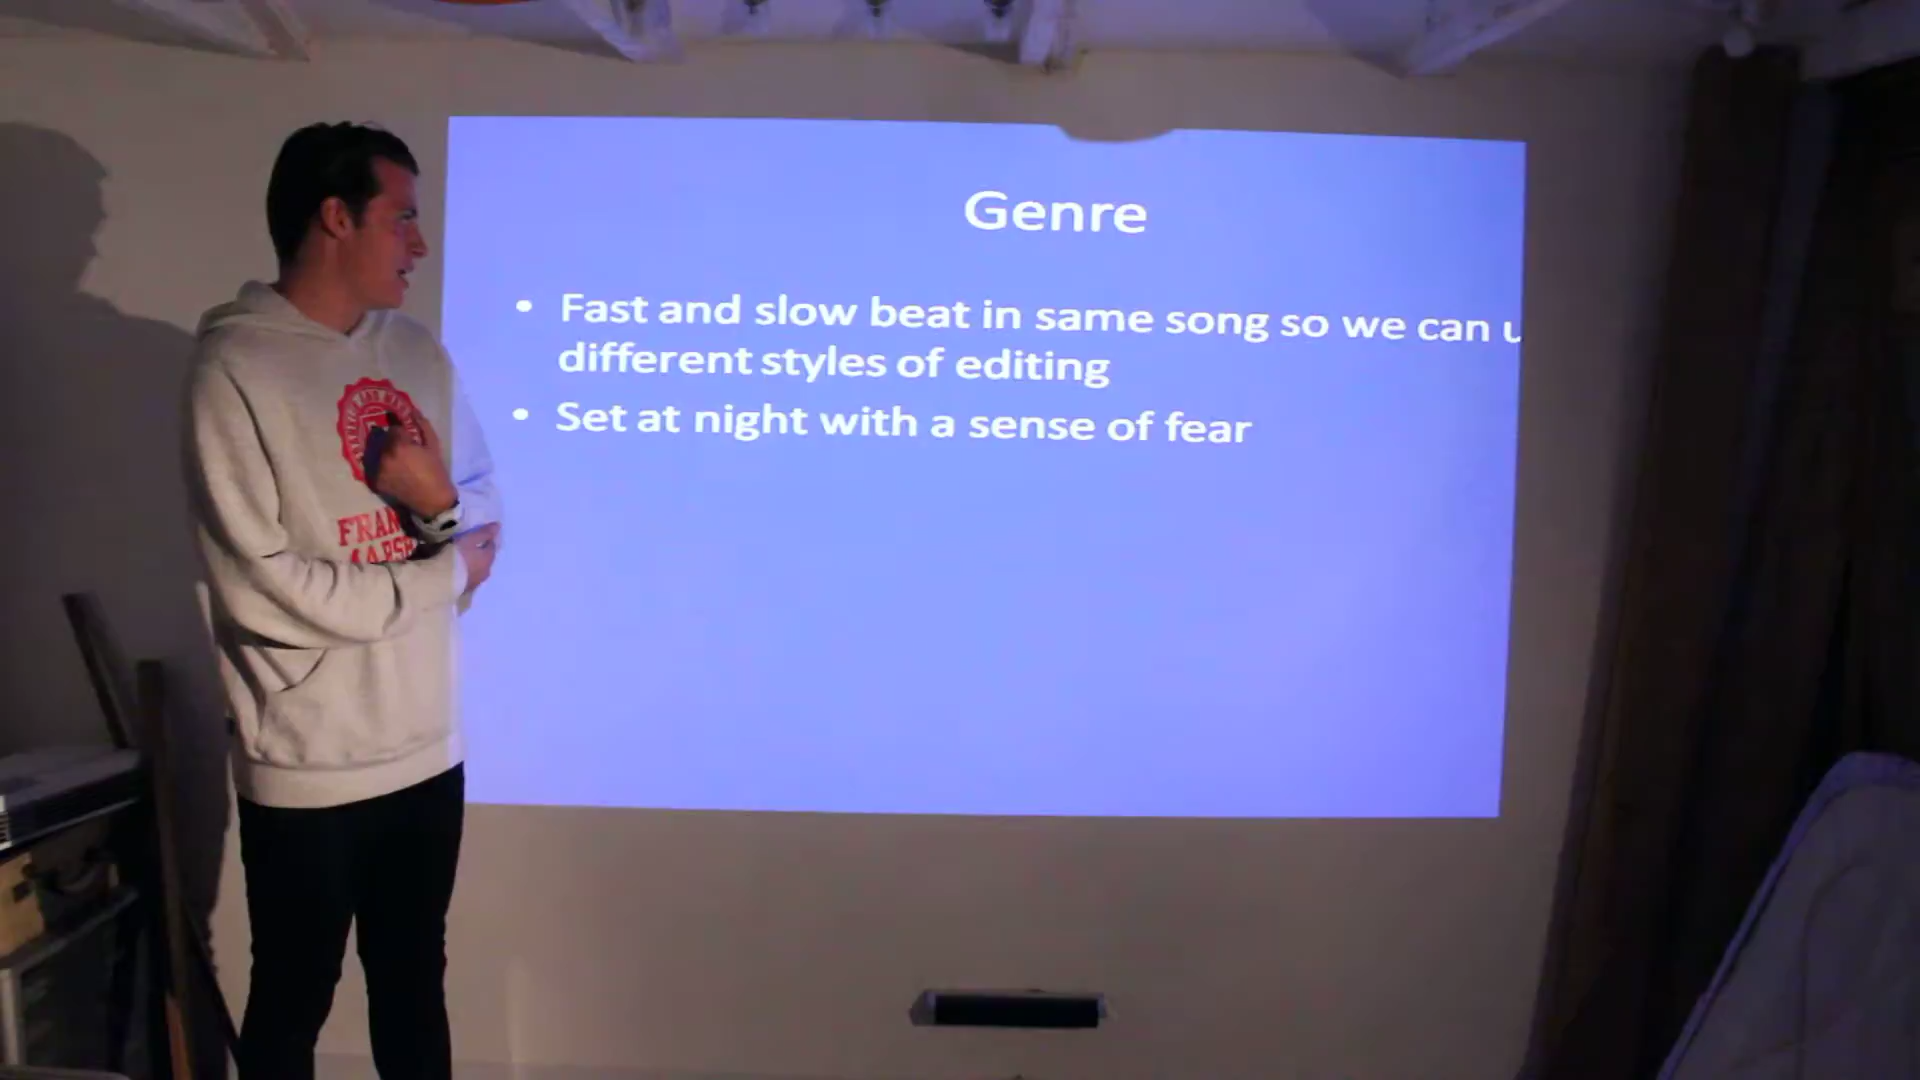 Genre
• Fast and slow beat in same song so we can
different styles of editing
• Set at night with a sense of fear